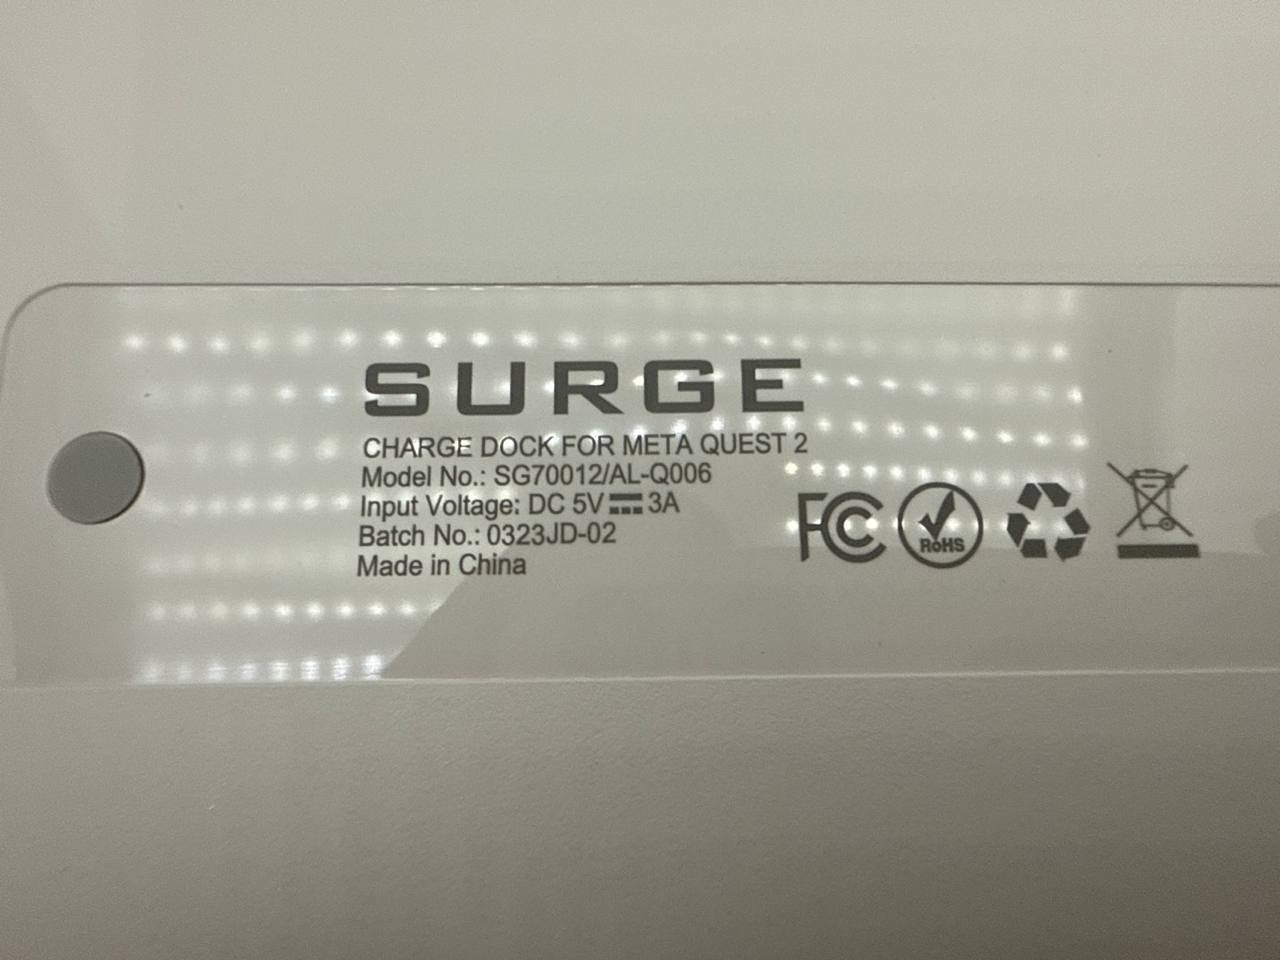 SURGE
CHARGE DOCK FOR META QUEST 2
Model No.: SG70012/AL-Q006
Input Voltage: DC 5V⎓3A
Batch No.: 0323JD-02
Made in China
FC
RoHS